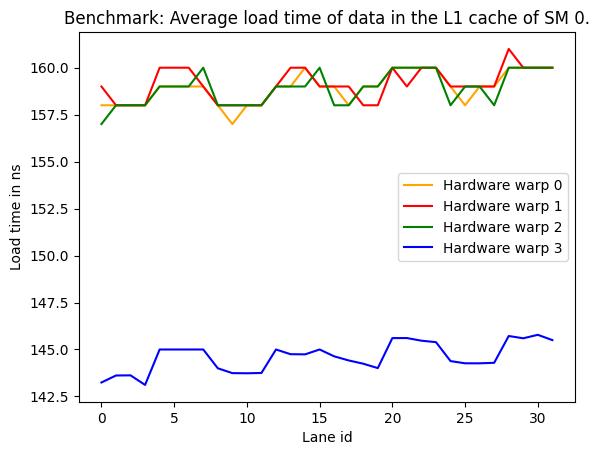 Benchmark: Average load time of data in the L1 cache of SM 0.
Load time in ns
160.0
157.5
155.0
152.5
150.0
147.5
145.0
142.5
Hardware warp 0
Hardware warp 1
Hardware warp 2
Hardware warp 3
0 5 10 15 20 25 30
Lane id